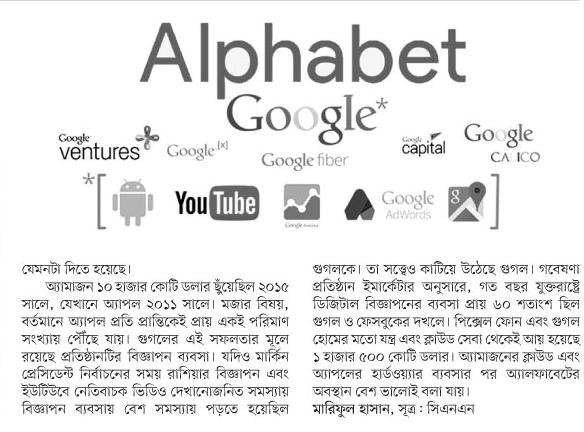 Alphabet
Google*
Google ventures
Google [x]
Google fiber
Google capital
Google CALICO
*[
YouTube
Google Analytics
Google AdWords
g
]
যেমনটা দিতে হয়েছে।
অ্যামাজন ১০ হাজার কোটি ডলার ছুঁয়েছিল ২০১৫
সালে, যেখানে অ্যাপল ২০১১ সালে। মজার বিষয়,
বর্তমানে অ্যাপল প্রতি প্রান্তিকেই প্রায় একই পরিমাণ
সংখ্যায় পৌঁছে যায়। গুগলের এই সফলতার মূলে
রয়েছে প্রতিষ্ঠানটির বিজ্ঞাপন ব্যবসা। যদিও মার্কিন
প্রেসিডেন্ট নির্বাচনের সময় রাশিয়ার বিজ্ঞাপন এবং
ইউটিউবে নেতিবাচক ভিডিও দেখানোজনিত সমস্যায়
বিজ্ঞাপন ব্যবসায় বেশ সমস্যায় পড়তে হয়েছিল
গুগলকে। তা সত্ত্বেও কাটিয়ে উঠেছে গুগল। গবেষণা
প্রতিষ্ঠান ইমার্কেটার অনুসারে, গত বছর যুক্তরাষ্ট্রে
ডিজিটাল বিজ্ঞাপনের ব্যবসা প্রায় ৬০ শতাংশ ছিল
গুগল ও ফেসবুকের দখলে। পিক্সেল ফোন এবং গুগল
হোমের মতো যন্ত্র এবং ক্লাউড সেবা থেকেই আয় হয়েছে
১ হাজার ৫০০ কোটি ডলার। অ্যামাজনের ক্লাউড এবং
অ্যাপলের হার্ডওয়্যার ব্যবসার পর অ্যালফাবেটের
অবস্থান বেশ ভালোই বলা যায়।
মারিফুল হাসান, সূত্র : সিএনএন